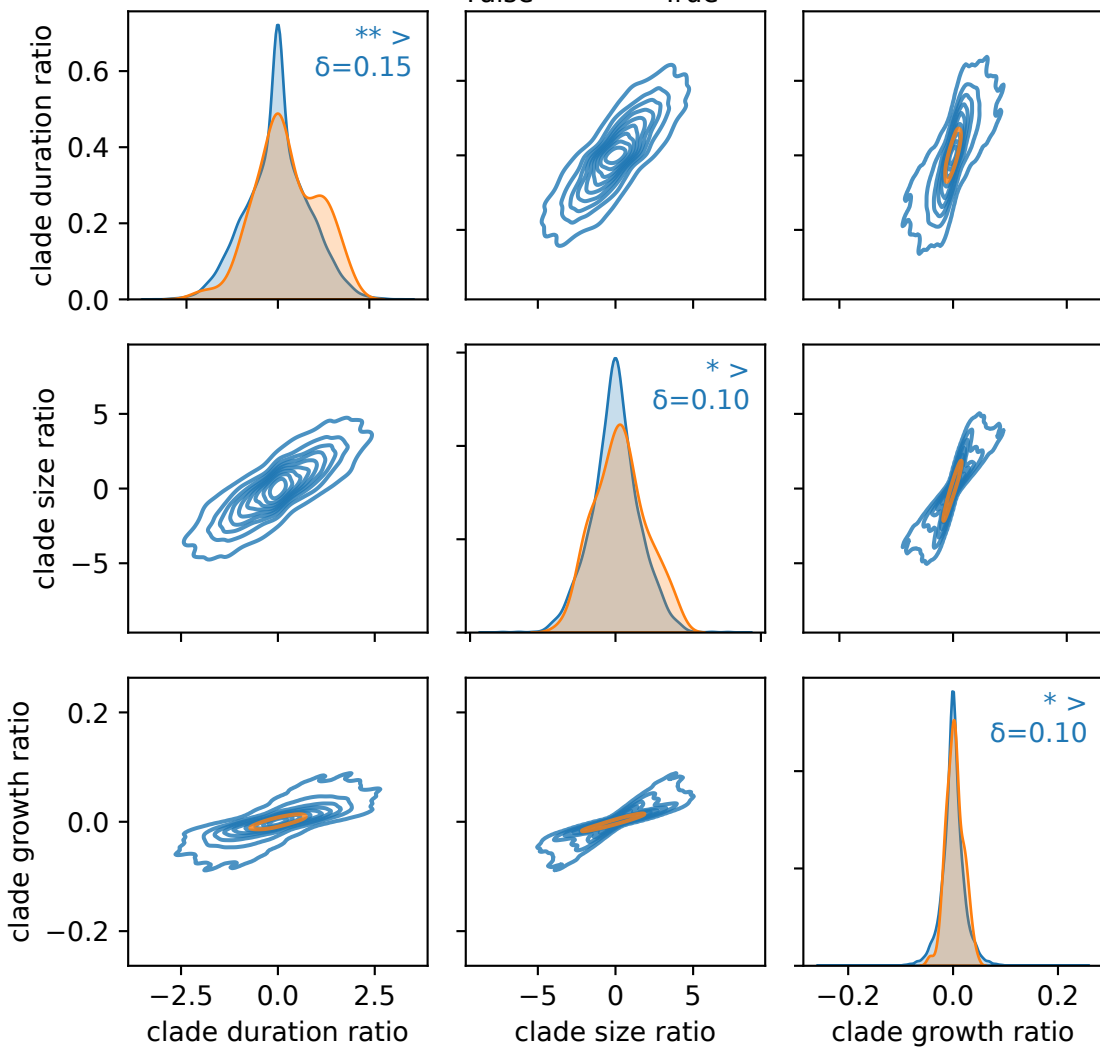 clade duration ratio
0.6
0.4
0.2
0.0
** >
δ=0.15
clade size ratio
5
0
−5
* >
δ=0.10
clade growth ratio
0.2
0.0
−0.2
* >
δ=0.10
−2.5 0.0 2.5
−5 0 5
−0.2 0.0 0.2
clade duration ratio
clade size ratio
clade growth ratio